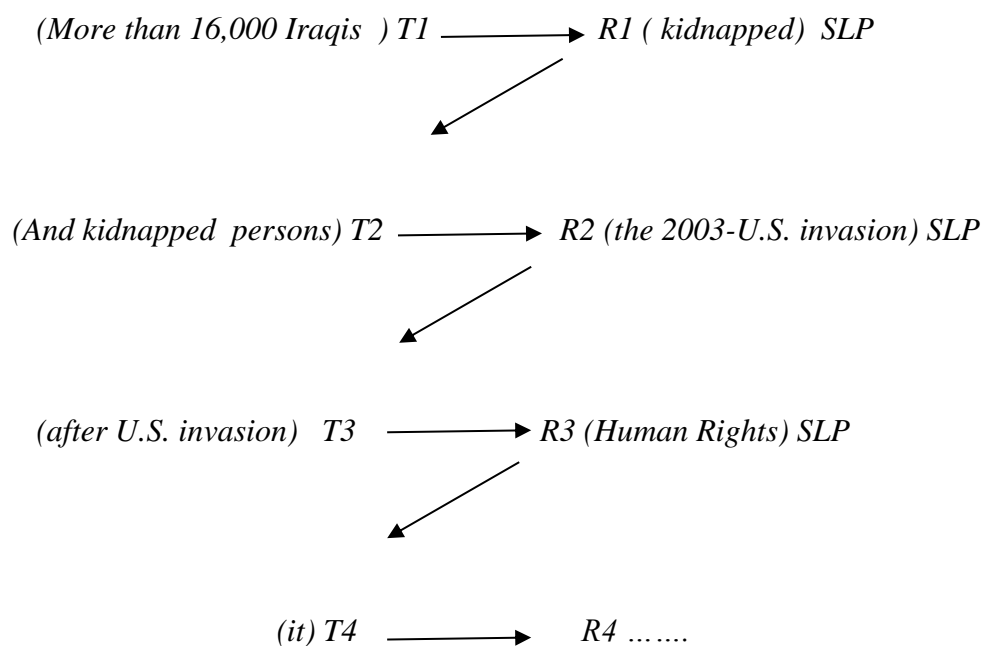 (More than 16,000 Iraqis ) T1 R1 ( kidnapped) SLP
(And kidnapped persons) T2 R2 (the 2003-U.S. invasion) SLP
(after U.S. invasion) T3 R3 (Human Rights) SLP
(it) T4 R4 …….